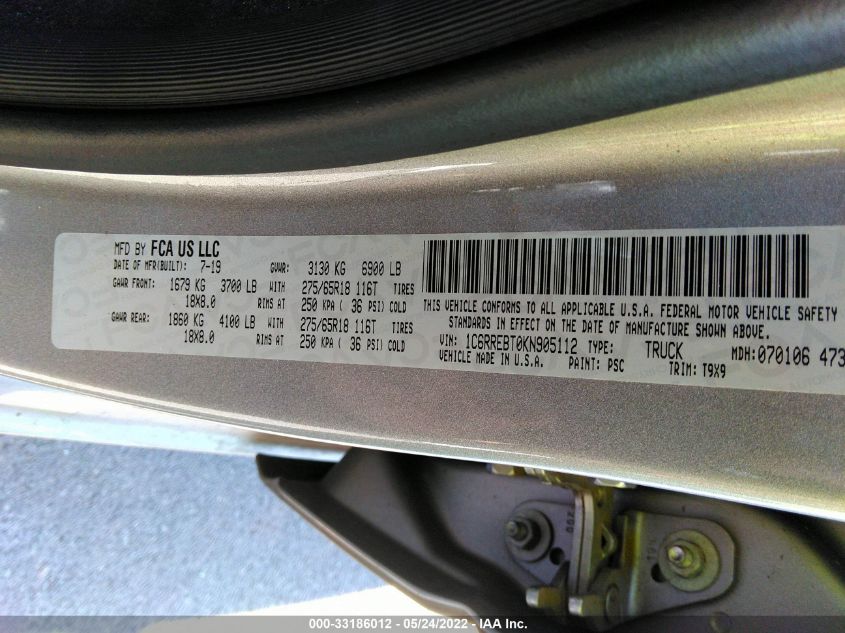 MFD BY FCA US LLC
DATE OF MFR(BUILT): 7-19 GVWR: 3130 KG 6900 LB
GAWR FRONT: 1679 KG 3700 LB WITH 275/65R18 116T TIRES
18X8.0 RIMS AT 250 KPA ( 36 PSI) COLD
GAWR REAR: 1860 KG 4100 LB WITH 275/65R18 116T TIRES
18X8.0 RIMS AT 250 KPA ( 36 PSI) COLD
THIS VEHICLE CONFORMS TO ALL APPLICABLE U.S.A. FEDERAL MOTOR VEHICLE SAFETY
STANDARDS IN EFFECT ON THE DATE OF MANUFACTURE SHOWN ABOVE.
VIN: 1C6RREBT0KN905112 TYPE: TRUCK MDH:070106 473
VEHICLE MADE IN U.S.A. PAINT: PSC TRIM: T9X9
000-33186012 - 05/24/2022 - IAA Inc.